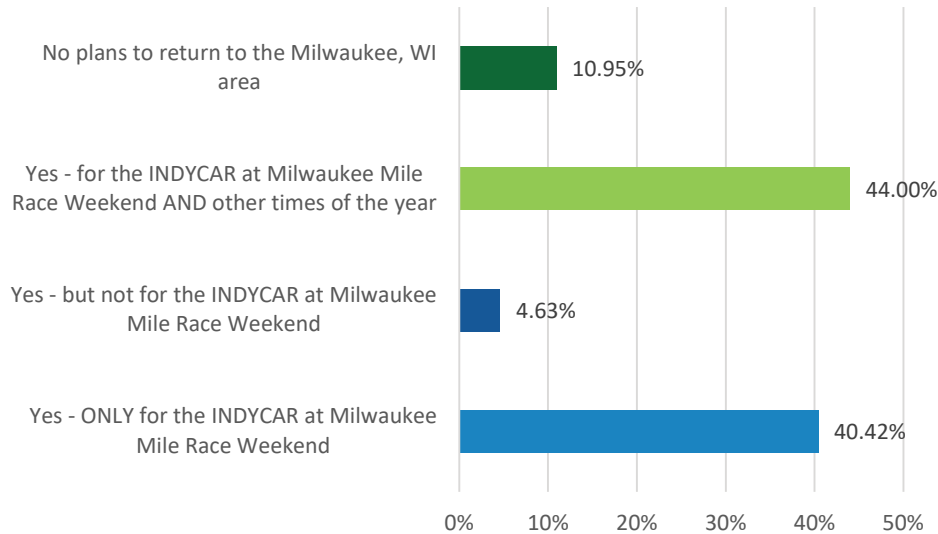 No plans to return to the Milwaukee, WI
area
10.95%
Yes - for the INDYCAR at Milwaukee Mile
Race Weekend AND other times of the year
44.00%
Yes - but not for the INDYCAR at Milwaukee
Mile Race Weekend
4.63%
Yes - ONLY for the INDYCAR at Milwaukee
Mile Race Weekend
40.42%
0% 10% 20% 30% 40% 50%